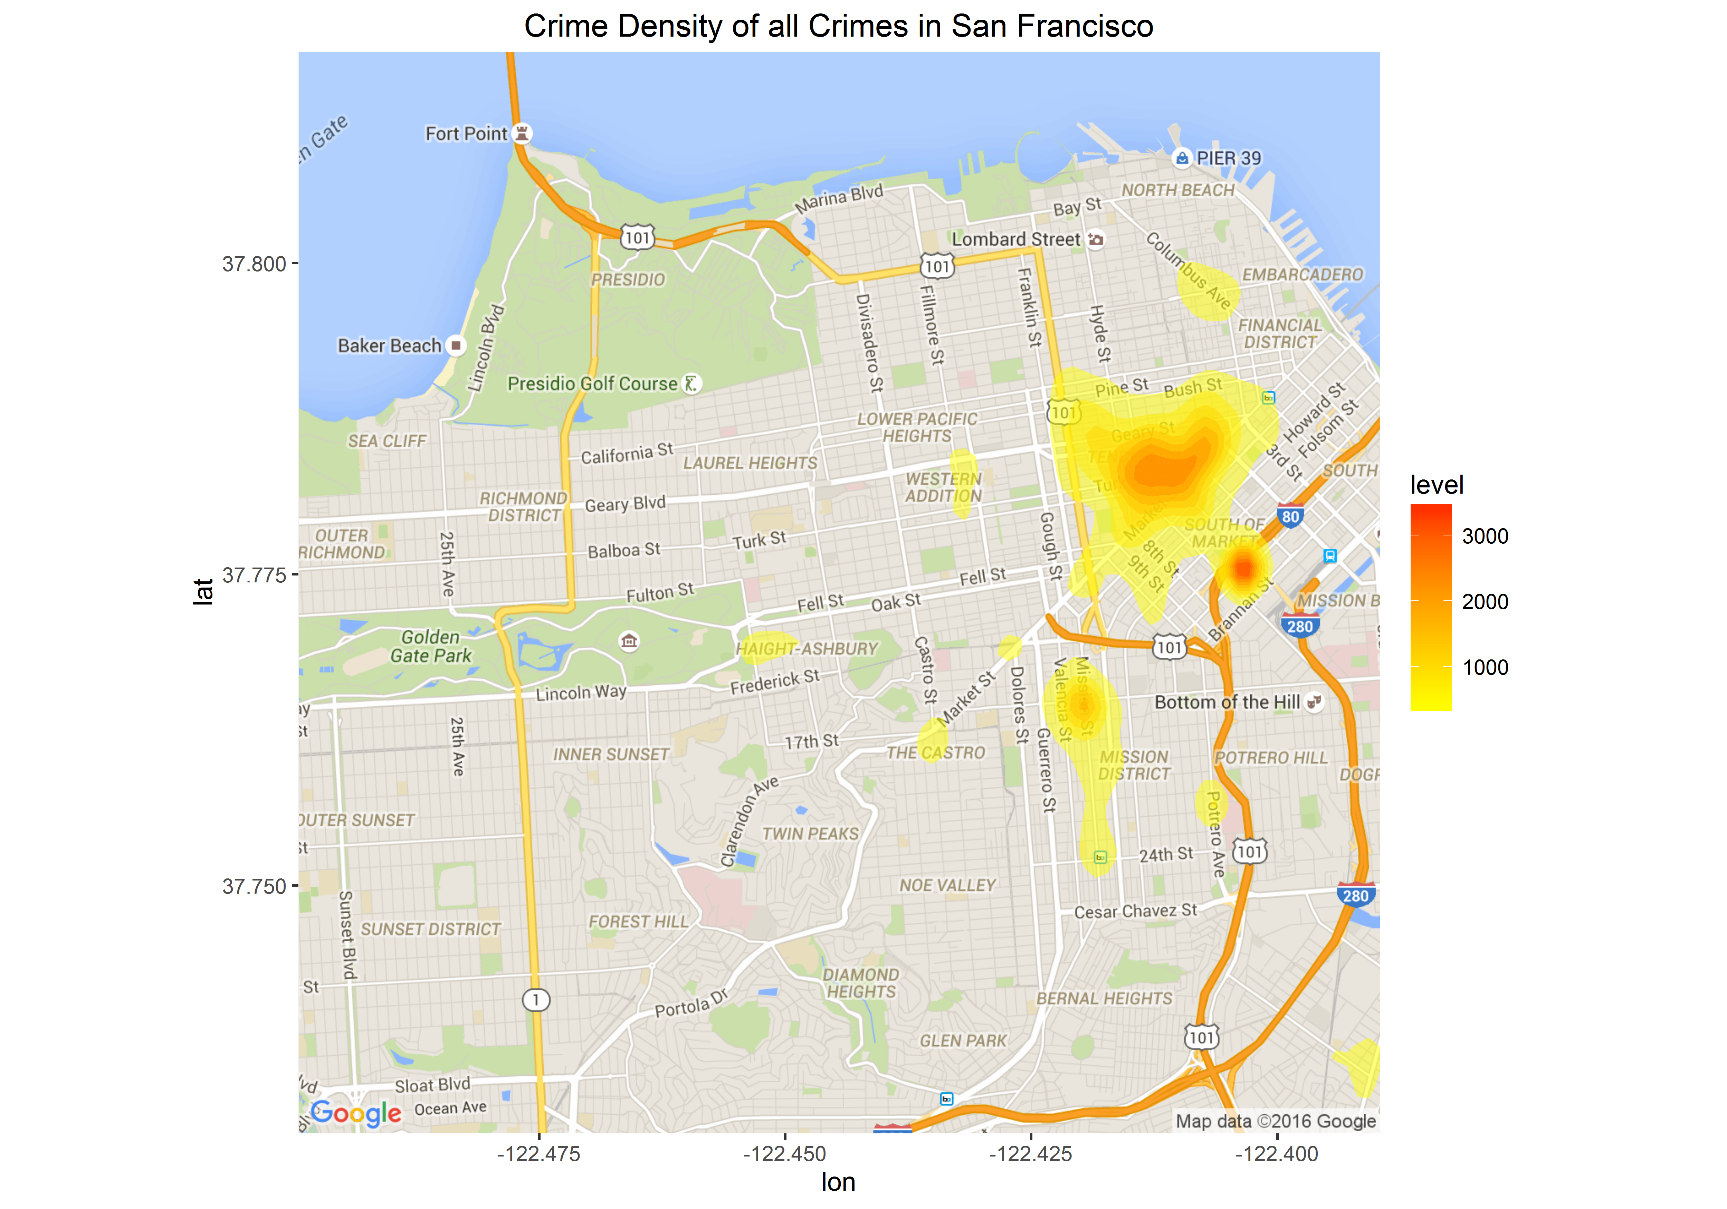 Crime Density of all Crimes in San Francisco
en Gate
Fort Point
PIER 39
NORTH BEACH
Marina Blvd
Bay St
101
Lombard Street
Columbus Ave
101
37.800
PRESIDIO
EMBARCADERO
Franklin St
Fillmore St
Divisadero St
Hyde St
FINANCIAL
DISTRICT
Lincoln Blvd
Baker Beach
Presidio Golf Course
Pine St
Bush St
101
Howard St
Folsom St
LOWER PACIFIC
HEIGHTS
Geary St
SEA CLIFF
California St
LAUREL HEIGHTS
3rd St
SOUTH
WESTERN
ADDITION
RICHMOND
DISTRICT
Geary Blvd
Market
SOUTH OF
MARKET
80
OUTER
RICHMOND
Balboa St
Turk St
Gough St
8th St
9th St
25th Ave
37.775
Fulton St
Fell St
Fell St
Oak St
Brannan St
MISSION B
280
Golden
Gate Park
HAIGHT-ASHBURY
101
Castro St
Market St
Lincoln Way
Frederick St
Dolores St
Valencia St
Bottom of the Hill
25th Ave
17th St
INNER SUNSET
THE CASTRO
Guerrero St
MISSION
DISTRICT
POTRERO HILL
DOGP
OUTER SUNSET
Clarendon Ave
TWIN PEAKS
Potrero Ave
24th St
101
37.750
NOE VALLEY
280
Sunset Blvd
SUNSET DISTRICT
FOREST HILL
Cesar Chavez St
St
1
Portola Dr
DIAMOND
HEIGHTS
BERNAL HEIGHTS
GLEN PARK
101
Sloat Blvd
Ocean Ave
Google
Map data ©2016 Google
-122.475
-122.450
-122.425
-122.400
lon
lat
level
3000
2000
1000